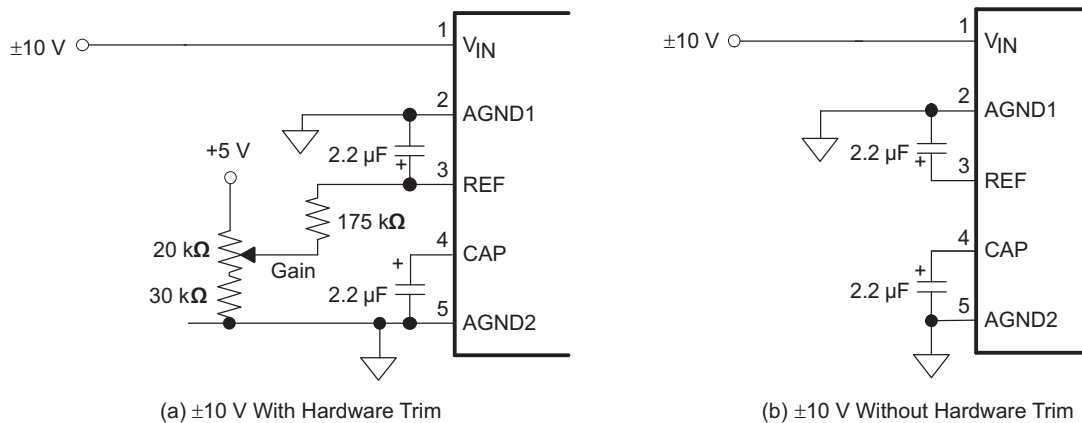 ±10 V
1
V_IN
2
AGND1
2.2 µF
+
3
REF
+5 V
175 kΩ
20 kΩ
Gain
30 kΩ
4
CAP
+
2.2 µF
5
AGND2
(a) ±10 V With Hardware Trim
±10 V
1
V_IN
2
AGND1
2.2 µF
+
3
REF
4
CAP
+
2.2 µF
5
AGND2
(b) ±10 V Without Hardware Trim